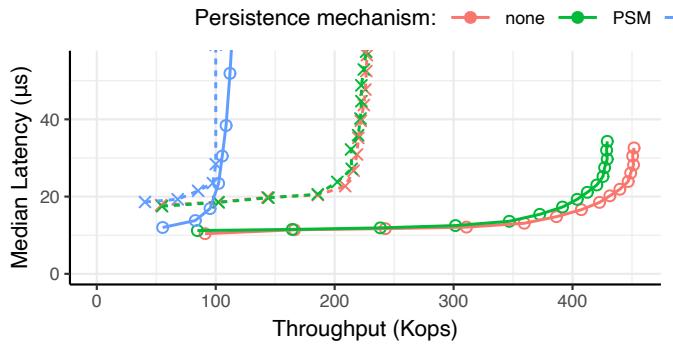 Persistence mechanism: none PSM
Median Latency (µs)
40
20
0
0 100 200 300 400
Throughput (Kops)